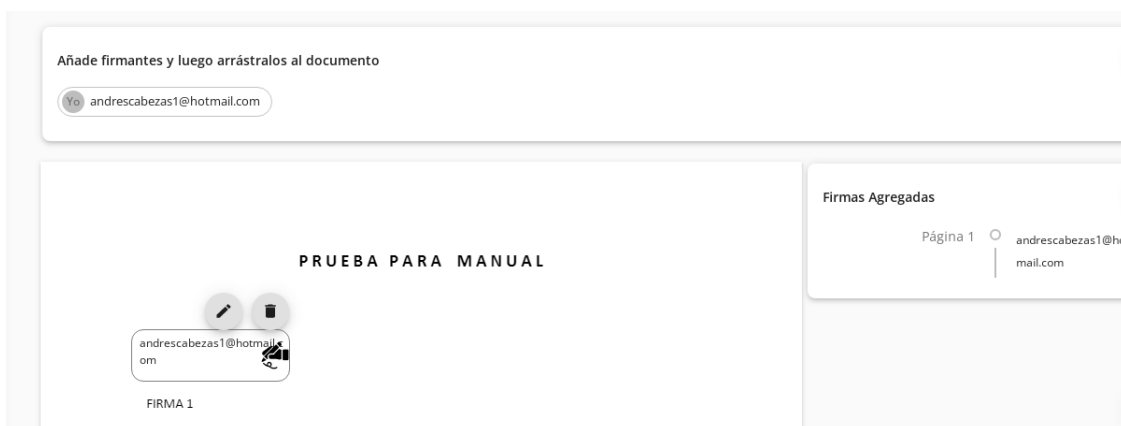 Añade firmantes y luego arrástralos al documento
Yo andrescabezas1@hotmail.com
PRUEBA PARA MANUAL
andrescabezas1@hotmail.c
om
FIRMA 1
Firmas Agregadas
Página 1 andrescabezas1@ho
mail.com